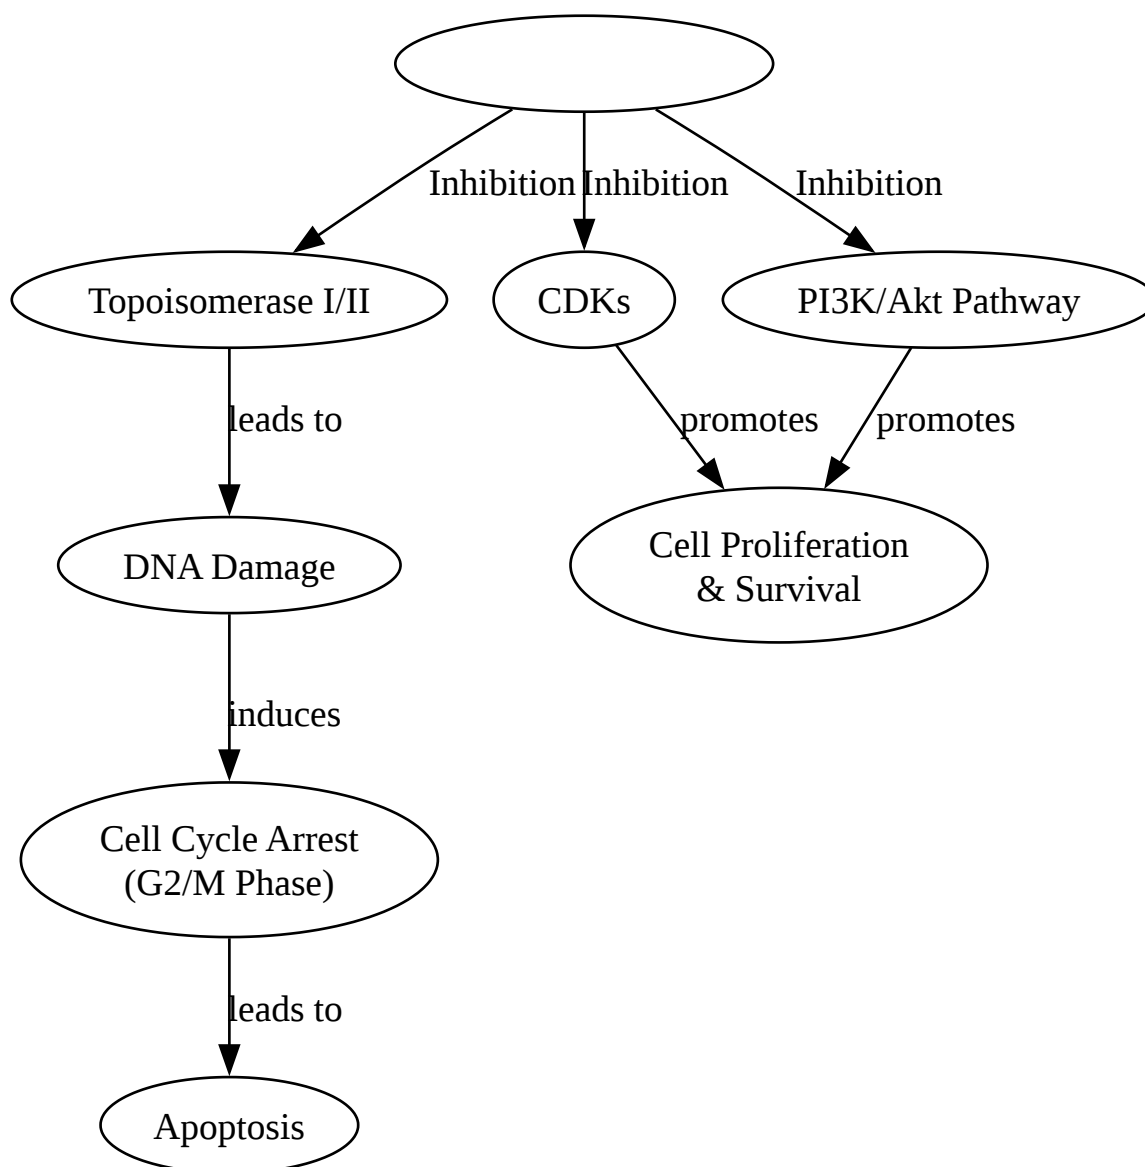 Inhibition
Inhibition
Inhibition
Topoisomerase I/II
CDKs
PI3K/Akt Pathway
leads to
promotes
promotes
DNA Damage
Cell Proliferation
& Survival
induces
Cell Cycle Arrest
(G2/M Phase)
leads to
Apoptosis